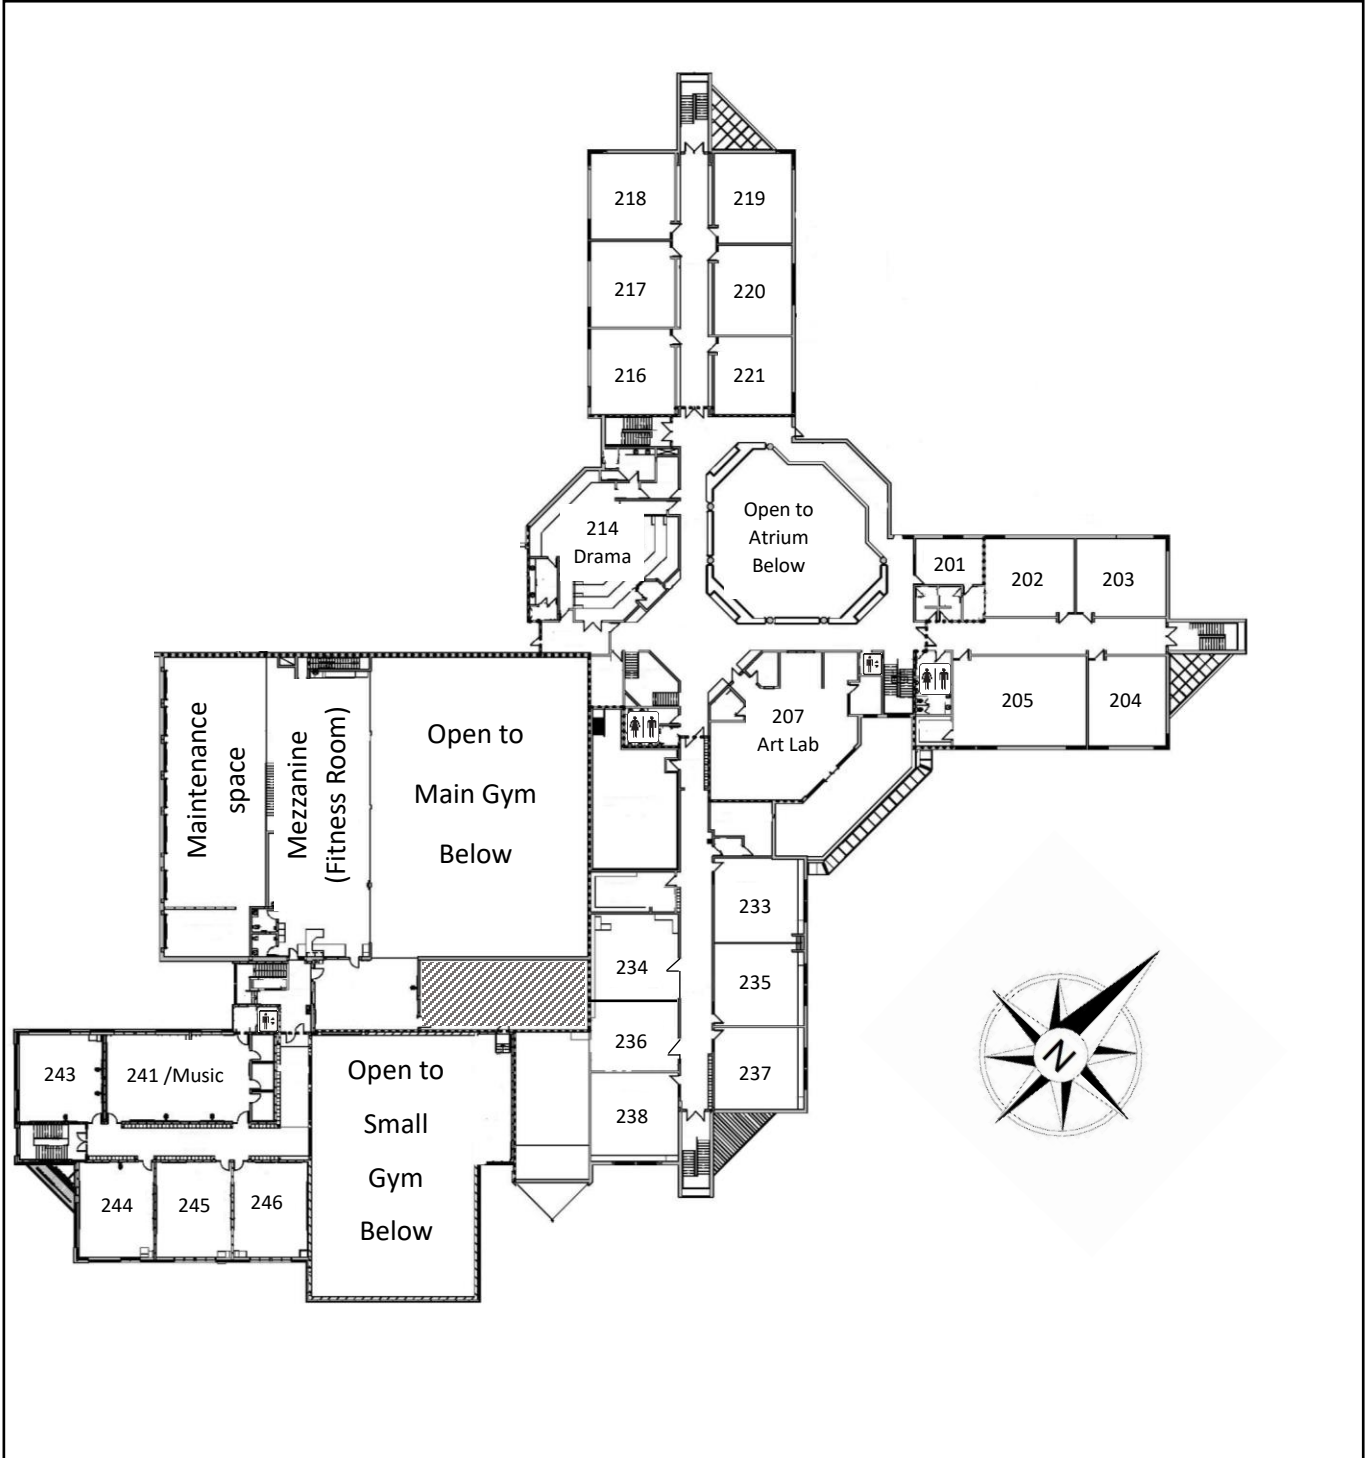 218
219
217
220
216
221
Open to
Atrium
Below
214
Drama
201
202
203
205
204
207
Art Lab
Maintenance
space
Mezzanine
(Fitness Room)
Open to
Main Gym
Below
233
234
235
236
237
238
N
243
241 /Music
Open to
Small
Gym
Below
244
245
246